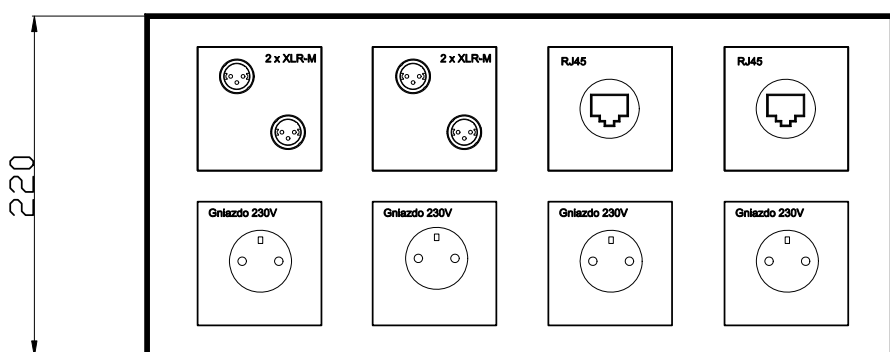 2 x XLR-M
2 x XLR-M
RJ45
RJ45
220
Gniazdo 230V
Gniazdo 230V
Gniazdo 230V
Gniazdo 230V